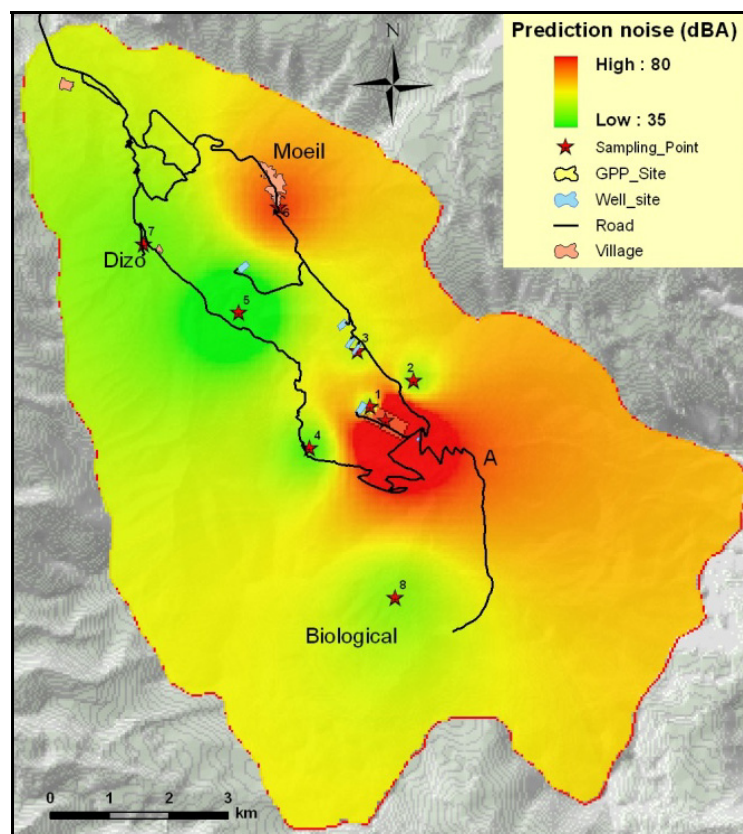 Prediction noise (dBA)
High : 80
Low : 35
Sampling_Point
GPP_Site
Well_site
Road
Village
N
Moeil
6
7
Dizo
5
3
2
1
4
A
8
Biological
0 1 2 3
km